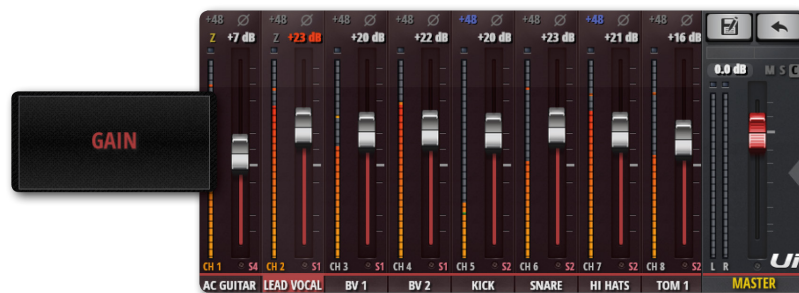 +48 +48 +48 +48 +48 +48 +48 +48
Z +7 dB Z +23 dB +20 dB +22 dB +20 dB +23 dB +21 dB +16 dB 0.0 dB M S
GAIN
CH 1 S4 CH 2 S1 CH 3 S1 CH 4 S1 CH 5 S2 CH 6 S2 CH 7 S2 CH 8 S2 L R Ui
AC GUITAR LEAD VOCAL BV 1 BV 2 KICK SNARE HI HATS TOM 1 MASTER